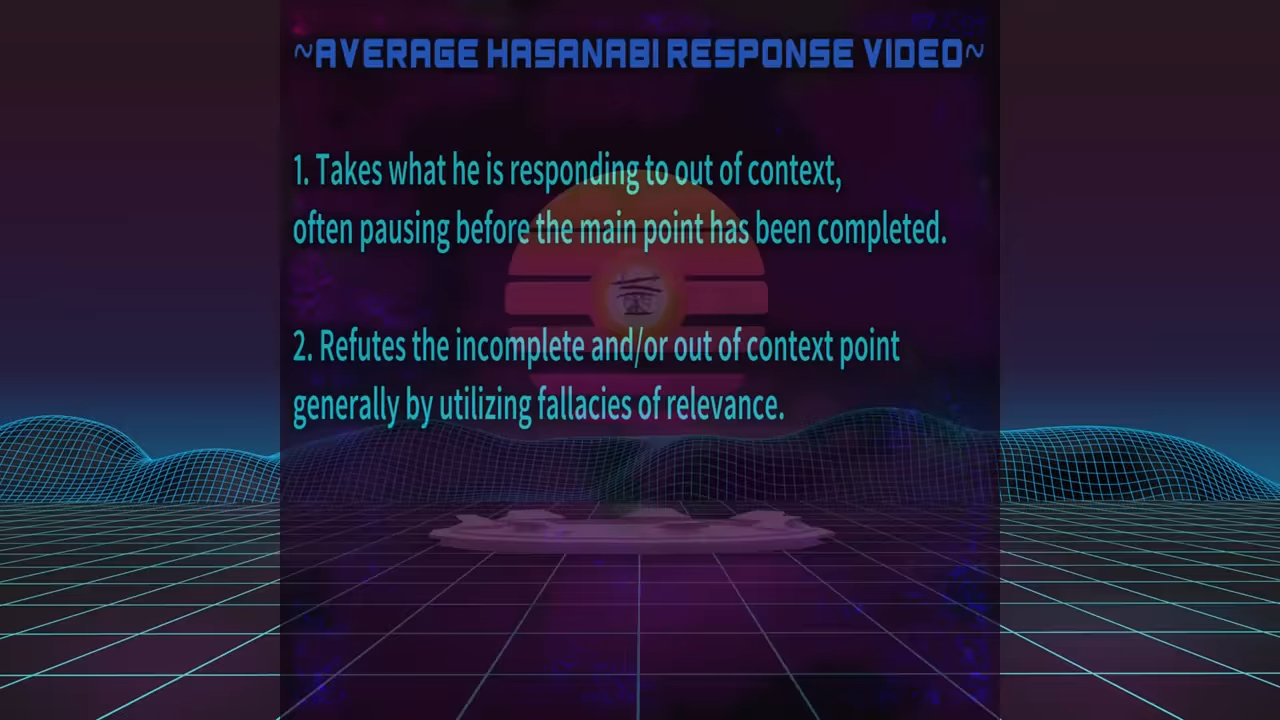 ~AVERAGE HASANABI RESPONSE VIDEO~
1. Takes what he is responding to out of context,
often pausing before the main point has been completed.
2. Refutes the incomplete and/or out of context point
generally by utilizing fallacies of relevance.